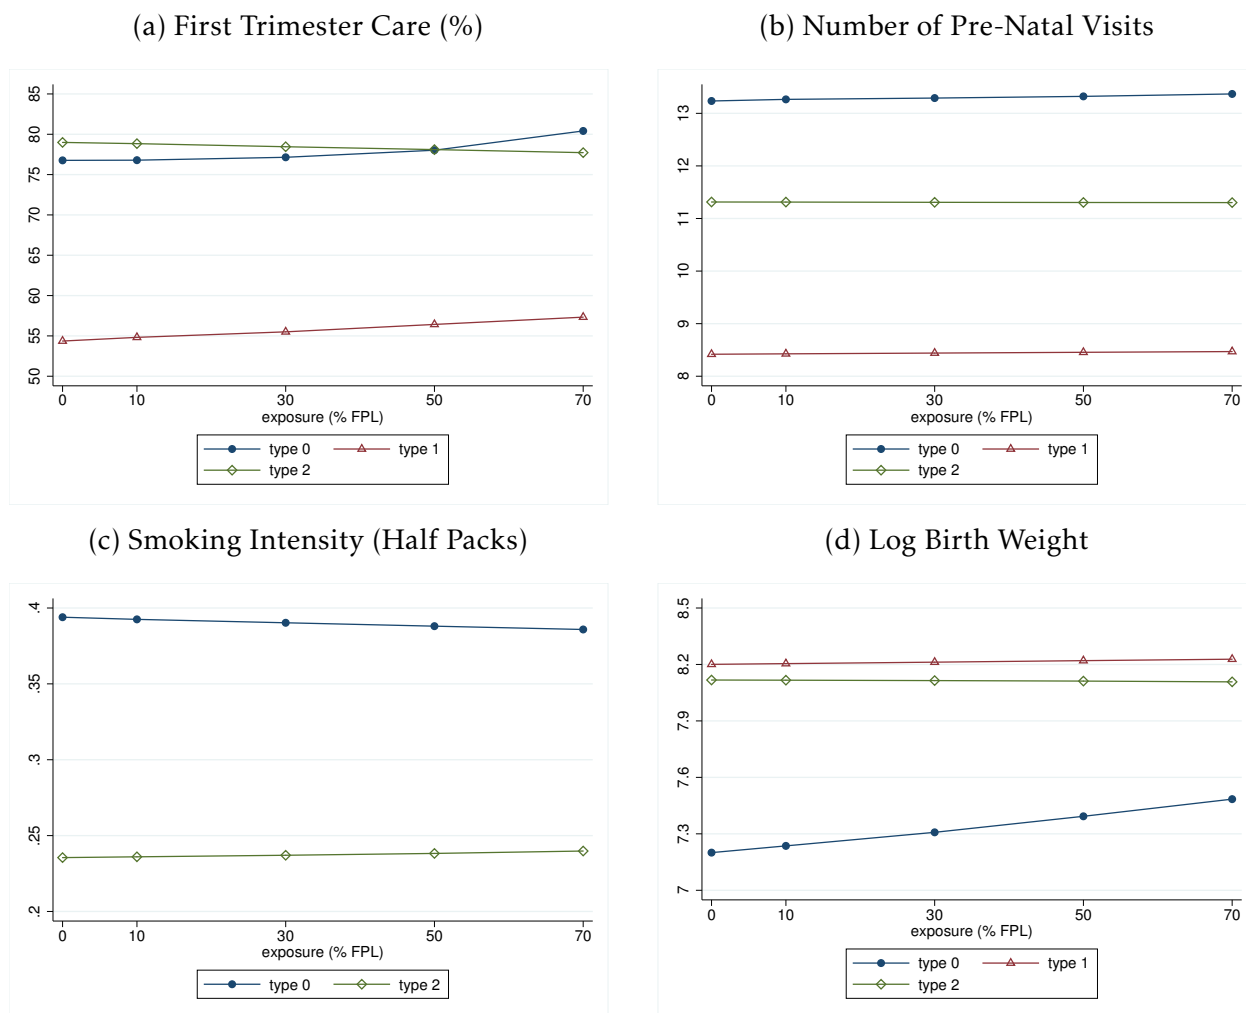 (a) First Trimester Care (%)
85
80
75
70
65
60
55
50
0 10 30 50 70
exposure (% FPL)
type 0 type 1
type 2
(b) Number of Pre-Natal Visits
13
12
11
10
9
8
0 10 30 50 70
exposure (% FPL)
type 0 type 1
type 2
(c) Smoking Intensity (Half Packs)
.4
.35
.3
.25
.2
0 10 30 50 70
exposure (% FPL)
type 0 type 2
(d) Log Birth Weight
8.5
8.2
7.9
7.6
7.3
7
0 10 30 50 70
exposure (% FPL)
type 0 type 1
type 2